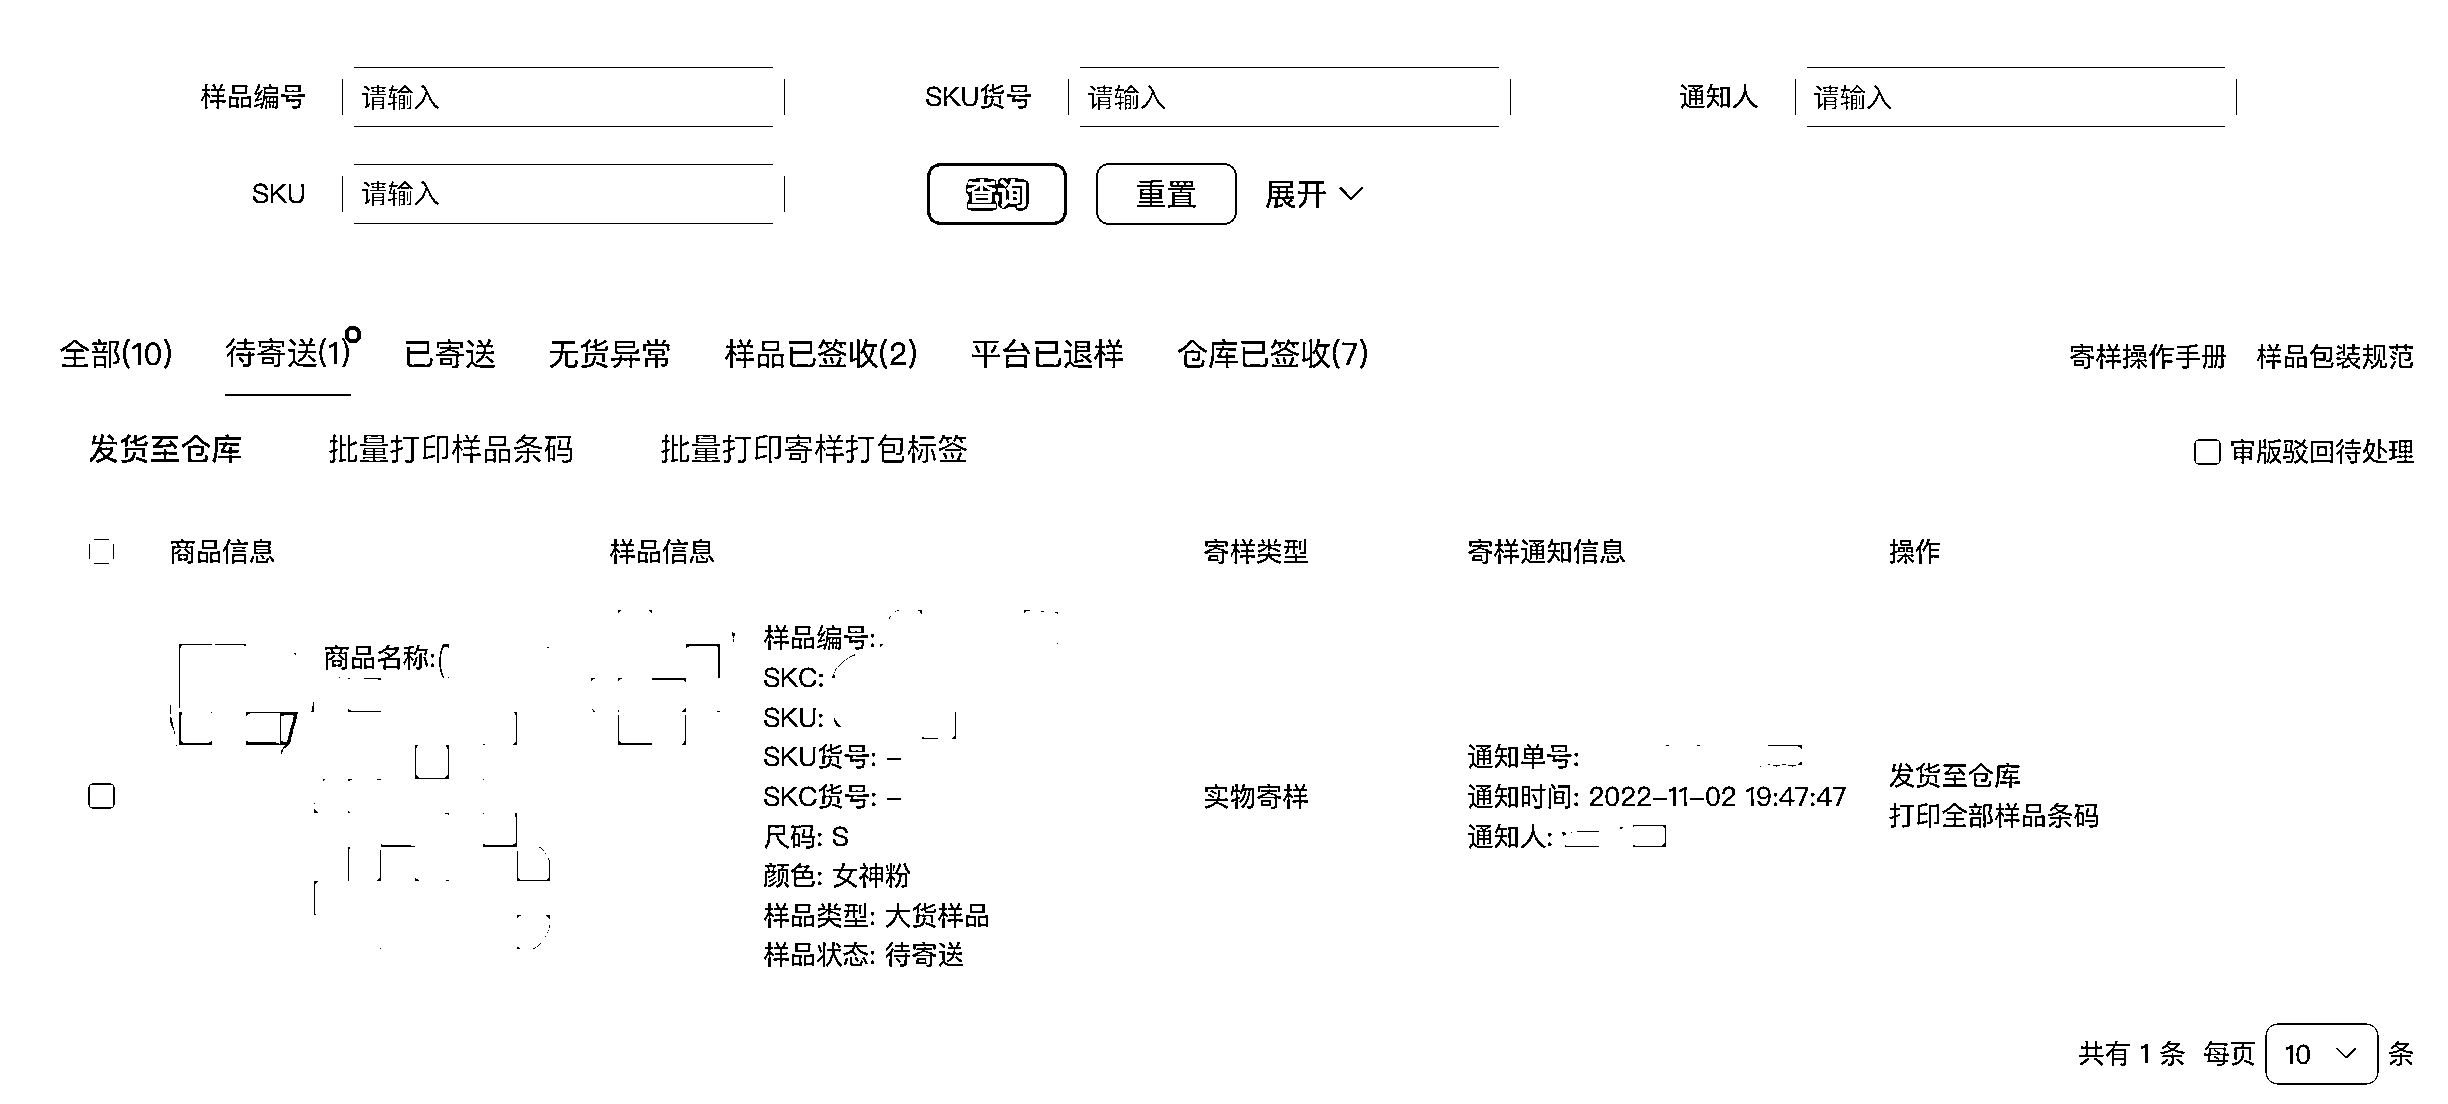 样品编号 请输入 SKU货号 请输入 通知人 请输入
SKU 请输入 查询 重置 展开
全部(10) 待寄送(1) 已寄送 无货异常 样品已签收(2) 平台已退样 仓库已签收(7) 寄样操作手册 样品包装规范
发货至仓库 批量打印样品条码 批量打印寄样打包标签 审版驳回待处理
商品信息 样品信息 寄样类型 寄样通知信息 操作
商品名称:
样品编号:
SKC:
SKU:
SKU货号: –
SKC货号: –
尺码: S
颜色: 女神粉
样品类型: 大货样品
样品状态: 待寄送
实物寄样
通知单号:
通知时间: 2022–11–02 19:47:47
通知人:
发货至仓库
打印全部样品条码
共有 1 条 每页 10 条